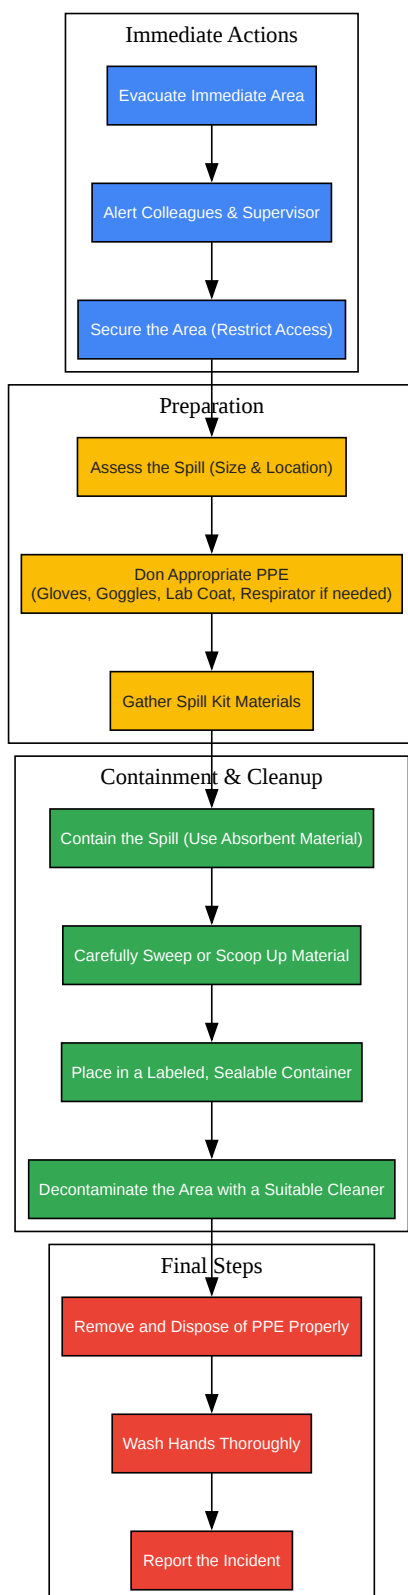 Immediate Actions
Evacuate Immediate Area
Alert Colleagues & Supervisor
Secure the Area (Restrict Access)
Preparation
Assess the Spill (Size & Location)
Don Appropriate PPE
(Gloves, Goggles, Lab Coat, Respirator if needed)
Gather Spill Kit Materials
Containment & Cleanup
Contain the Spill (Use Absorbent Material)
Carefully Sweep or Scoop Up Material
Place in a Labeled, Sealable Container
Decontaminate the Area with a Suitable Cleaner
Final Steps
Remove and Dispose of PPE Properly
Wash Hands Thoroughly
Report the Incident